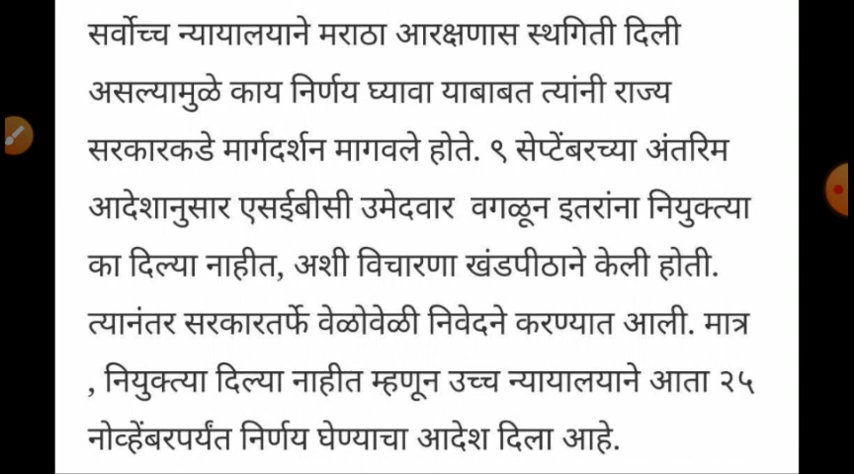 सर्वोच्च न्यायालयाने मराठा आरक्षणास स्थगिती दिली
असल्यामुळे काय निर्णय घ्यावा याबाबत त्यांनी राज्य
सरकारकडे मार्गदर्शन मागवले होते. ९ सेप्टेंबरच्या अंतरिम
आदेशानुसार एसईबीसी उमेदवार वगळून इतरांना नियुक्त्या
का दिल्या नाहीत, अशी विचारणा खंडपीठाने केली होती.
त्यानंतर सरकारतर्फे वेळोवेळी निवेदने करण्यात आली. मात्र
, नियुक्त्या दिल्या नाहीत म्हणून उच्च न्यायालयाने आता २५
नोव्हेंबरपर्यंत निर्णय घेण्याचा आदेश दिला आहे.